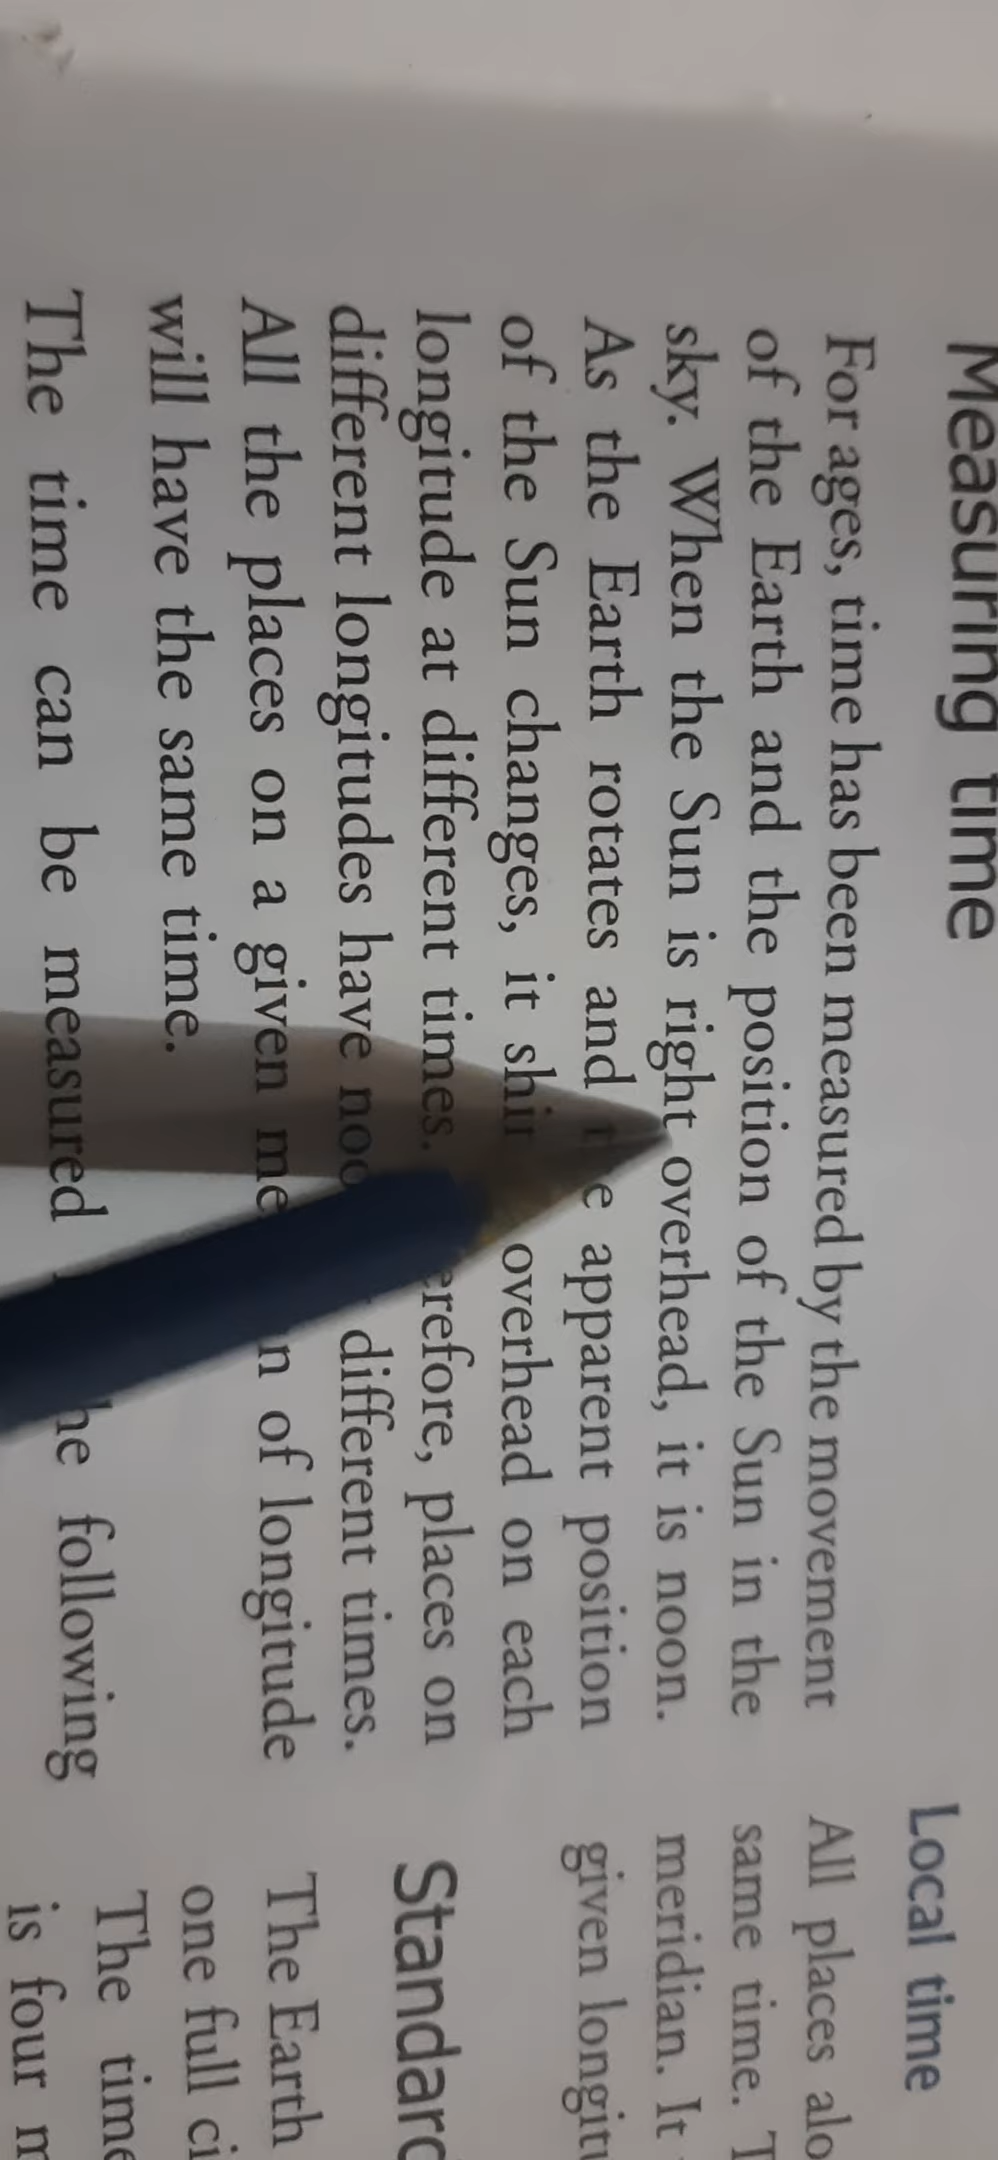 Measuring time
For ages, time has been measured by the movement
of the Earth and the position of the Sun in the
sky. When the Sun is right overhead, it is noon.
As the Earth rotates and apparent position
of the Sun changes, it overhead on each
longitude at different times. places on
different longitudes have different times.
All the places on a given of longitude
will have the same time.
The time can be measured following
Local time
All places
same time.
meridian. It
given
Standard
The Earth
one full
The time
is four